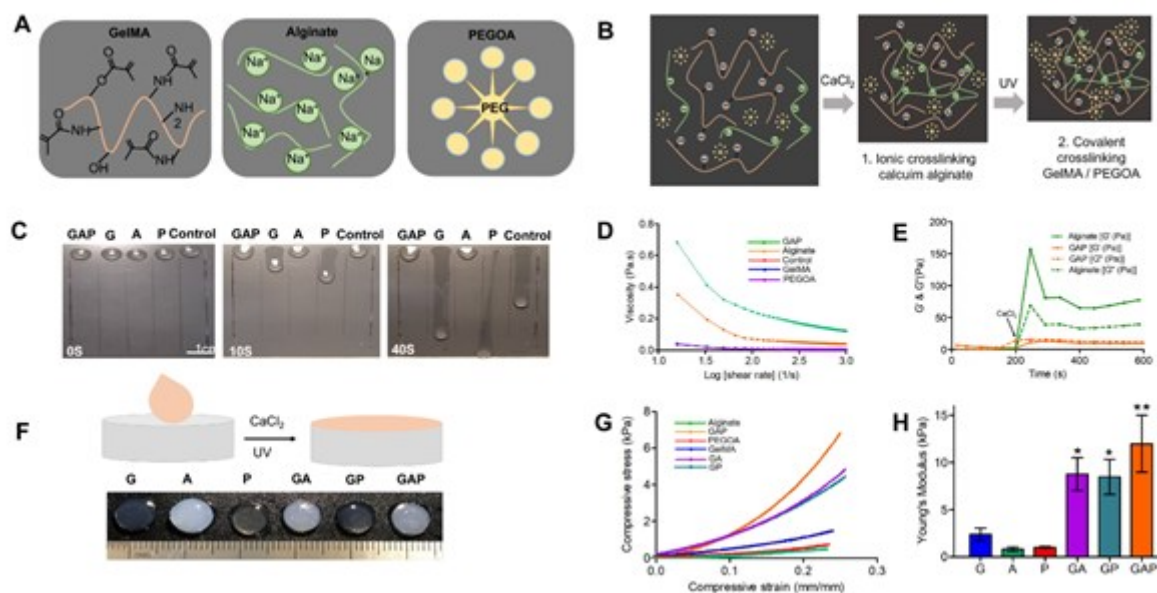 A
GelMA
Alginate
PEGOA
O
O
NH
O
NH
2
NH
O
NH
OH
Na⁺
Na⁺
Na⁺
Na
Na⁺
Na⁺
Na⁺
Na⁺
Na⁺
Na⁺
PEG
B
CaCl₂
UV
1. Ionic crosslinking
calcuim alginate
2. Covalent
crosslinking
GelMA / PEGOA
C
GAP G A P Control
GAP G A P Control
GAP G A P Control
0S
1cm
10S
40S
D
Viscosity (Pa.s)
0.8
0.6
0.4
0.2
0.0
1.0 1.5 2.0 2.5 3.0
Log [shear rate] (1/s)
GAP
Alginate
Control
GelMA
PEGOA
E
G' & G''(Pa)
200
150
100
50
0
0 200 400 600
Time (s)
CaCl₂
Alginate [G' (Pa)]
GAP [G' (Pa)]
GAP [G'' (Pa)]
Alginate [G'' (Pa)]
F
CaCl₂
UV
G A P GA GP GAP
G
Compressive stress (kPa)
8
6
4
2
0
0.0 0.1 0.2 0.3
Compressive strain (mm/mm)
Alginate
GAP
PEGOA
GelMA
GA
GP
H
Young's Modulus (kPa)
15
10
5
0
* * **
G A P GA GP GAP